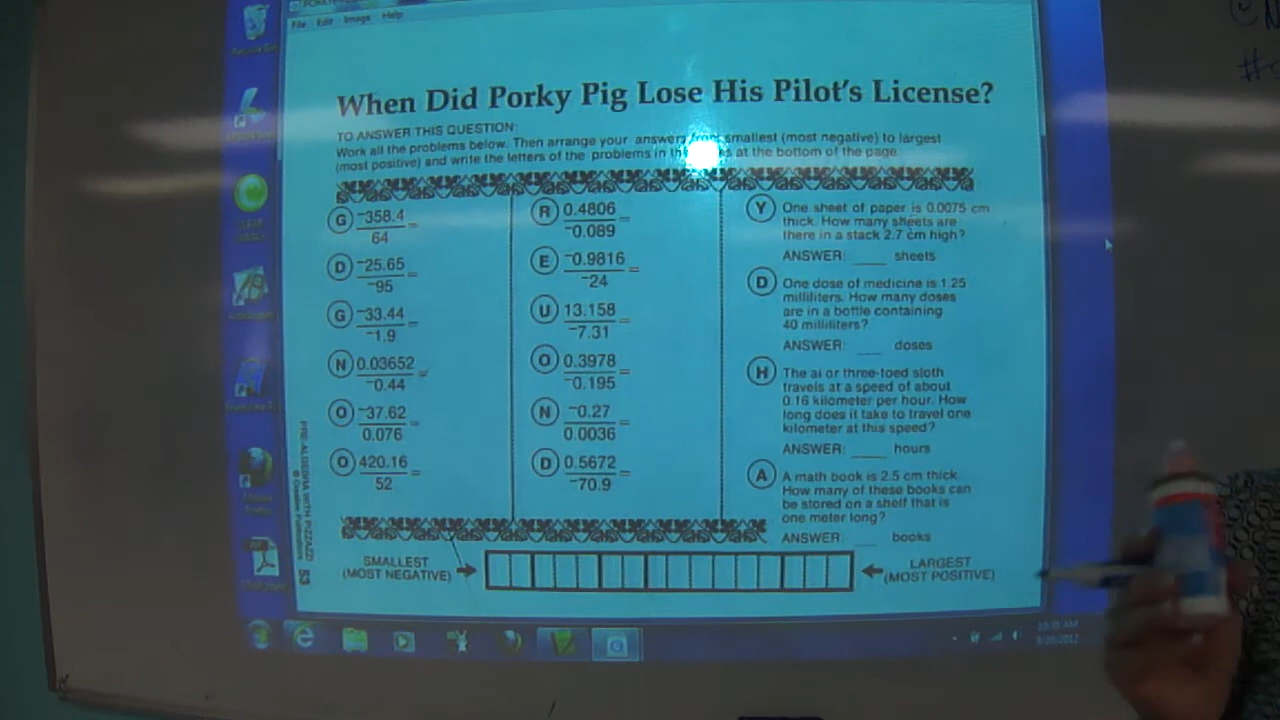 File Edit Image Help
When Did Porky Pig Lose His Pilot's License?
TO ANSWER THIS QUESTION:
Work all the problems below. Then arrange your answers from smallest (most negative) to largest
(most positive) and write the letters of the problems in the at the bottom of the page.
G -358.4
64 =
D -25.65
-95 =
G -33.44
-1.9 =
N 0.03652
-0.44 =
O -37.62
0.076 =
O 420.16
52 =
R 0.4806
-0.089 =
E -0.9816
-24 =
U 13.158
-7.31 =
O 0.3978
-0.195 =
N -0.27
0.0036 =
D 0.5672
-70.9 =
Y One sheet of paper is 0.0075 cm
thick. How many sheets are
there in a stack 2.7 cm high?
ANSWER: ____ sheets
D One dose of medicine is 1.25
milliliters. How many doses
are in a bottle containing
40 milliliters?
ANSWER: ____ doses
H The ai or three-toed sloth
travels at a speed of about
0.16 kilometer per hour. How
long does it take to travel one
kilometer at this speed?
ANSWER: ____ hours
A A math book is 2.5 cm thick.
How many of these books can
be stored on a shelf that is
one meter long?
ANSWER ____ books
SMALLEST
(MOST NEGATIVE)
LARGEST
(MOST POSITIVE)
PRE-ALGEBRA WITH PIZZAZZ!
© Creative Publications
53